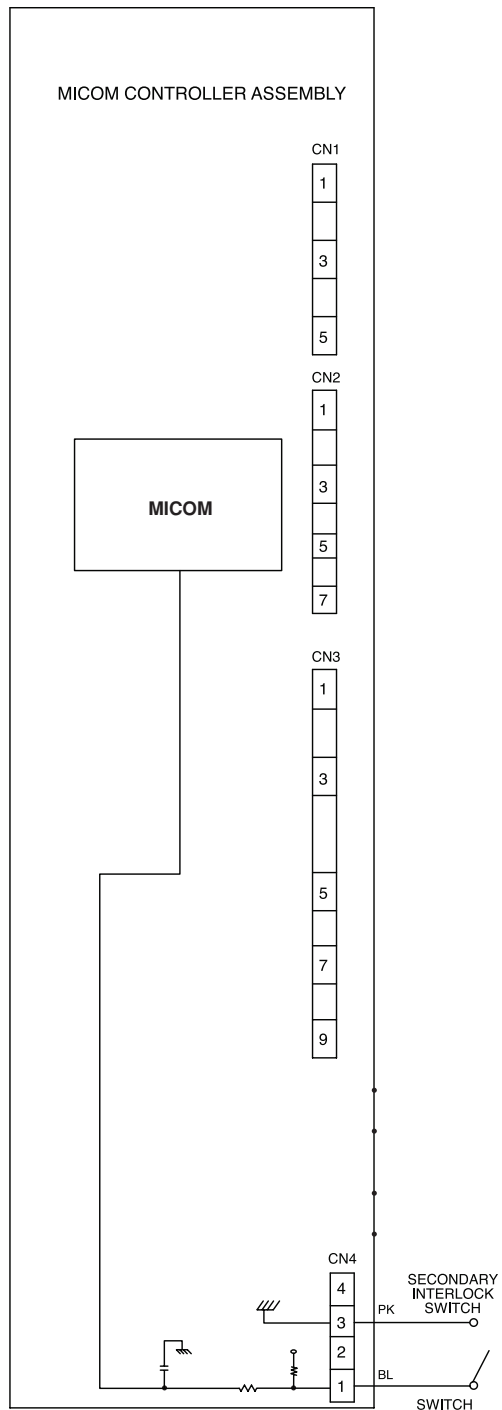 MICOM CONTROLLER ASSEMBLY
CN1
1
3
5
CN2
1
3
5
7
MICOM
CN3
1
3
5
7
9
CN4
4
3
2
1
PK
SECONDARY
INTERLOCK
SWITCH
BL
SWITCH